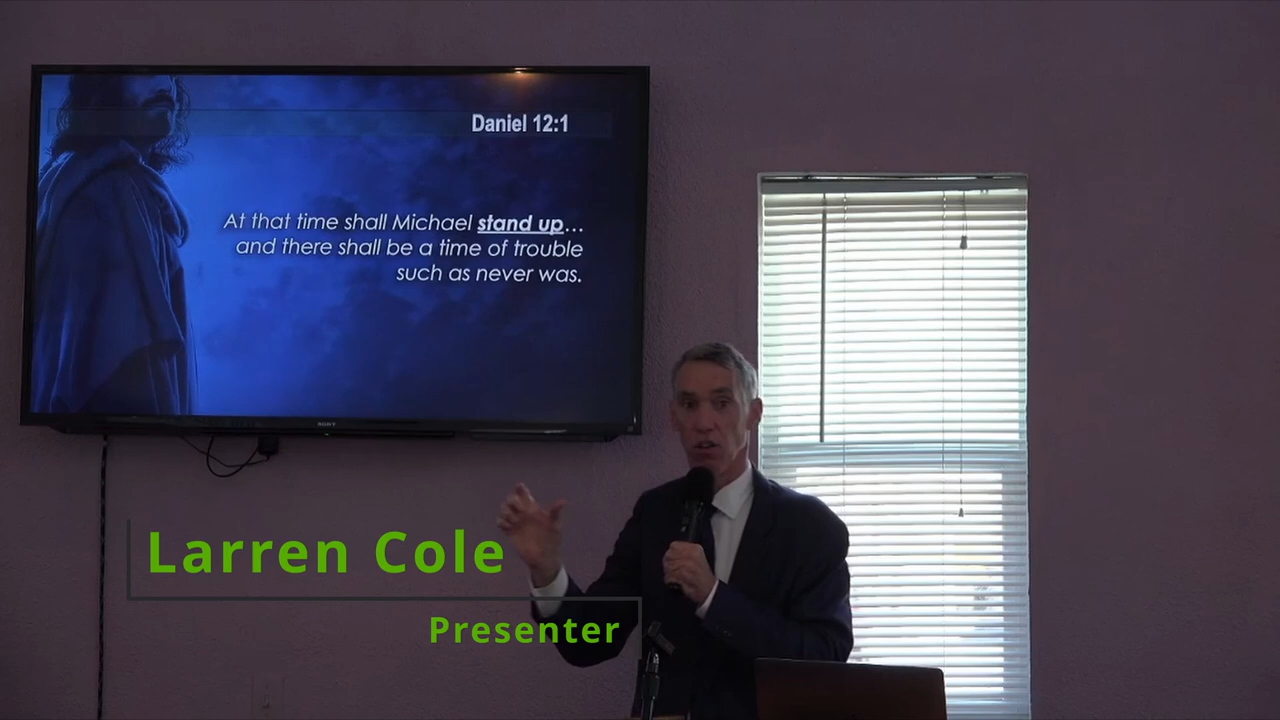 Daniel 12:1
At that time shall Michael stand up...
and there shall be a time of trouble
such as never was.
SONY
Larren Cole
Presenter